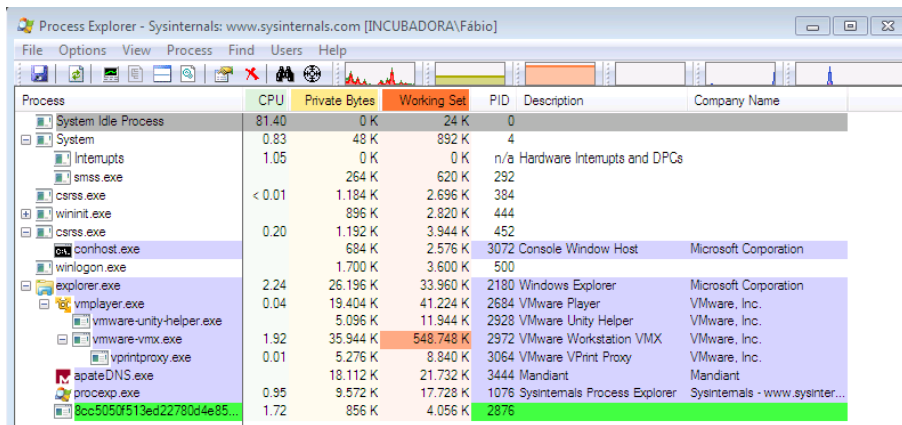 Process Explorer - Sysinternals: www.sysinternals.com [INCUBADORA\Fábio]
File Options View Process Find Users Help
Process CPU Private Bytes Working Set PID Description Company Name
System Idle Process 81.40 0 K 24 K 0
System 0.83 48 K 892 K 4
Interrupts 1.05 0 K 0 K n/a Hardware Interrupts and DPCs
smss.exe 264 K 620 K 292
csrss.exe < 0.01 1.184 K 2.696 K 384
wininit.exe 896 K 2.820 K 444
csrss.exe 0.20 1.192 K 3.944 K 452
conhost.exe 684 K 2.576 K 3072 Console Window Host Microsoft Corporation
winlogon.exe 1.700 K 3.600 K 500
explorer.exe 2.24 26.196 K 33.960 K 2180 Windows Explorer Microsoft Corporation
vmplayer.exe 0.04 19.404 K 41.224 K 2684 VMware Player VMware, Inc.
vmware-unity-helper.exe 5.096 K 11.944 K 2928 VMware Unity Helper VMware, Inc.
vmware-vmx.exe 1.92 35.944 K 548.748 K 2972 VMware Workstation VMX VMware, Inc.
vprintproxy.exe 0.01 5.276 K 8.840 K 3064 VMware VPrint Proxy VMware, Inc.
apateDNS.exe 18.112 K 21.732 K 3444 Mandiant Mandiant
procexp.exe 0.95 9.572 K 17.728 K 1076 Sysinternals Process Explorer Sysinternals - www.sysinter...
8cc5050f513ed22780d4e85... 1.72 856 K 4.056 K 2876